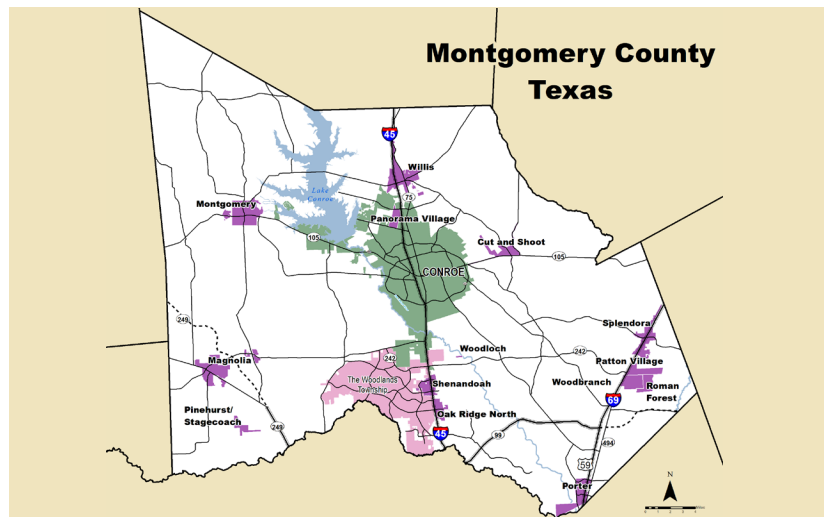 Montgomery County
Texas
45
Willis
75
Lake
Conroe
Montgomery
Panorama Village
105
Cut and Shoot
105
CONROE
249
Splendora
Woodloch
242
242
Magnolia
Patton Village
The Woodlands
Township
Shenandoah
Woodbranch
Roman
Forest
69
Pinehurst/
Stagecoach
Oak Ridge North
249
45
99
494
59
N
Porter